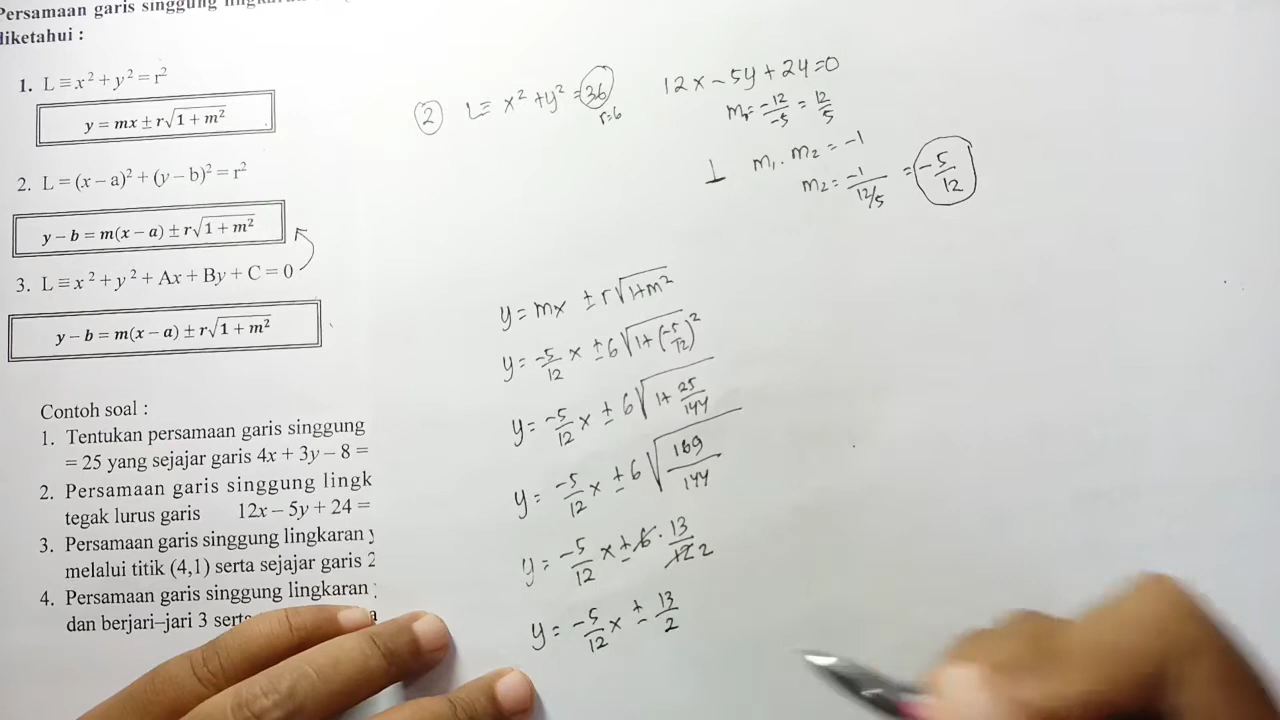 Persamaan garis singgung
diketahui :
1. L ≡ x² + y² = r²
y = mx ± r√1 + m²
2. L = (x – a)² + (y – b)² = r²
y – b = m(x – a) ± r√1 + m²
3. L ≡ x² + y² + Ax + By + C = 0
y – b = m(x – a) ± r√1 + m²
Contoh soal :
1. Tentukan persamaan garis singgung
= 25 yang sejajar garis 4x + 3y – 8 =
2. Persamaan garis singgung lingk
tegak lurus garis 12x – 5y + 24 =
3. Persamaan garis singgung lingkaran y
melalui titik (4,1) serta sejajar garis 2
4. Persamaan garis singgung lingkaran
dan berjari–jari 3 serta
2 L ≡ x² + y² = 36
r=6
12x – 5y + 24 = 0
m₁ = -12/-5 = 12/5
⊥ m₁ . m₂ = -1
m₂ = -1/(12/5) = -5/12
y = mx ± r√1+m²
y = -5/12 x ± 6√1+(-5/12)²
y = -5/12 x ± 6√1+25/144
y = -5/12 x ± 6√169/144
y = -5/12 x ± 6 . 13/12 2
y = -5/12 x ± 13/2